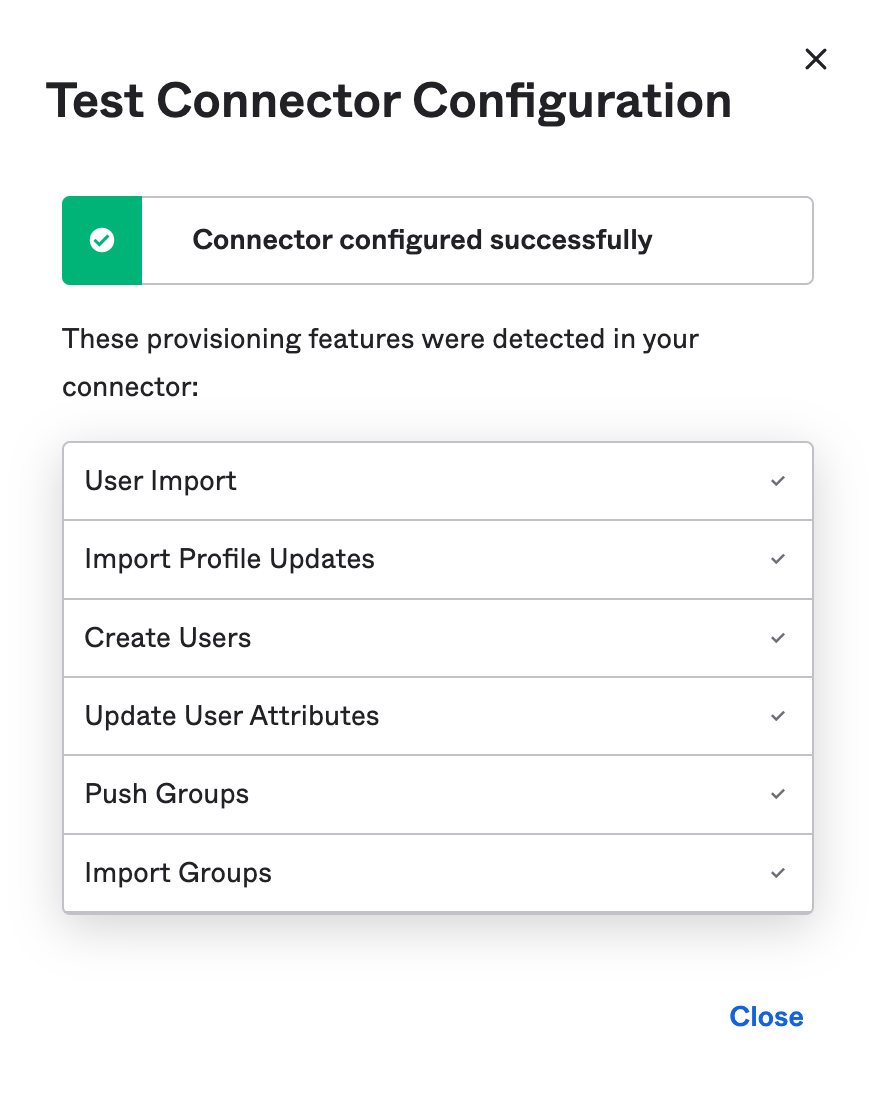 Test Connector Configuration
Connector configured successfully
These provisioning features were detected in your
connector:
User Import
Import Profile Updates
Create Users
Update User Attributes
Push Groups
Import Groups
Close